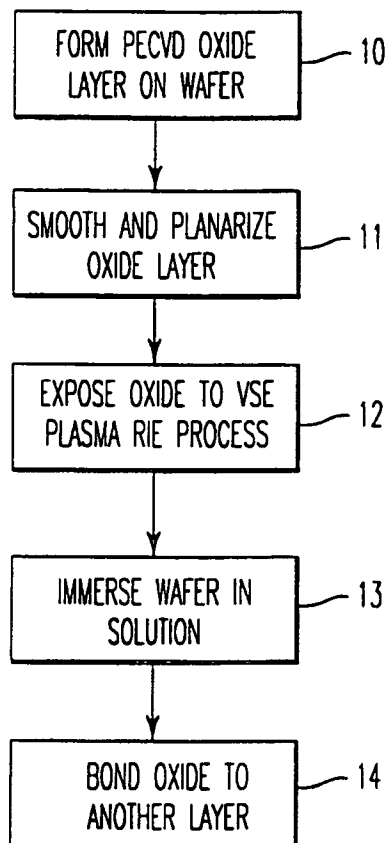 FORM PECVD OXIDE
LAYER ON WAFER
10
SMOOTH AND PLANARIZE
OXIDE LAYER
11
EXPOSE OXIDE TO VSE
PLASMA RIE PROCESS
12
IMMERSE WAFER IN
SOLUTION
13
BOND OXIDE TO
ANOTHER LAYER
14